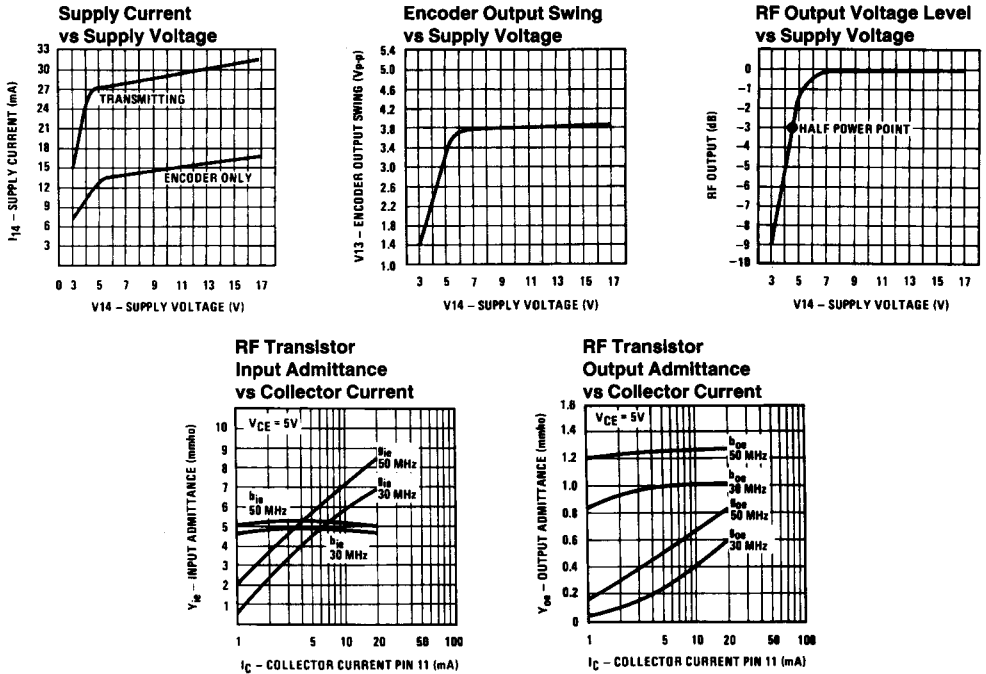 Supply Current
vs Supply Voltage
33
30
27
24
21
18
15
12
9
6
3
0 3 5 7 9 11 13 15 17
TRANSMITTING
ENCODER ONLY
I14 – SUPPLY CURRENT (mA)
V14 – SUPPLY VOLTAGE (V)
Encoder Output Swing
vs Supply Voltage
5.4
5.0
4.6
4.2
3.8
3.4
3.0
2.6
2.2
1.8
1.4
1.0
3 5 7 9 11 13 15 17
V13 – ENCODER OUTPUT SWING (Vp-p)
V14 – SUPPLY VOLTAGE (V)
RF Output Voltage Level
vs Supply Voltage
0
–1
–2
–3
–4
–5
–6
–7
–8
–9
–10
3 5 7 9 11 13 15 17
HALF POWER POINT
RF OUTPUT (dB)
V14 – SUPPLY VOLTAGE (V)
RF Transistor
Input Admittance
vs Collector Current
VCE = 5V
10
9
8
7
6
5
4
3
2
1
gie
50 MHz
gie
30 MHz
bie
50 MHz
bie
30 MHz
1 5 10 20 50 100
Yie – INPUT ADMITTANCE (mmho)
IC – COLLECTOR CURRENT PIN 11 (mA)
RF Transistor
Output Admittance
vs Collector Current
VCE = 5V
1.6
1.4
1.2
1.0
0.8
0.6
0.4
0.2
0
boe
50 MHz
boe
30 MHz
goe
50 MHz
goe
30 MHz
1 5 10 20 50 100
Yoe – OUTPUT ADMITTANCE (mmho)
IC – COLLECTOR CURRENT PIN 11 (mA)